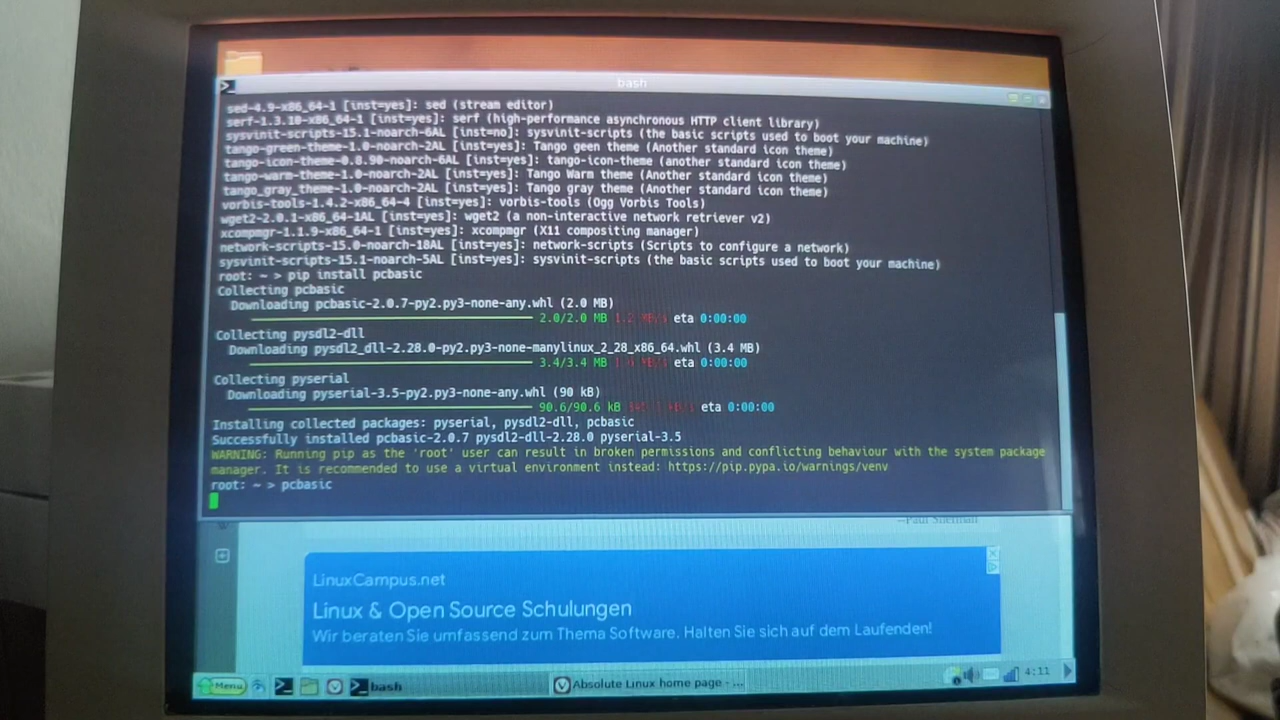 bash
sed-4.9-x86_64-1 [inst=yes]: sed (stream editor)
serf-1.3.10-x86_64-1 [inst=yes]: serf (high-performance asynchronous HTTP client library)
sysvinit-scripts-15.1-noarch-6AL [inst=no]: sysvinit-scripts (the basic scripts used to boot your machine)
tango-green-theme-1.0-noarch-2AL [inst=yes]: Tango geen theme (Another standard icon theme)
tango-icon-theme-0.8.90-noarch-6AL [inst=yes]: tango-icon-theme (another standard icon theme)
tango-warm-theme-1.0-noarch-2AL [inst=yes]: Tango Warm theme (Another standard icon theme)
tango_gray_theme-1.0-noarch-2AL [inst=yes]: Tango gray theme (Another standard icon theme)
vorbis-tools-1.4.2-x86_64-4 [inst=yes]: vorbis-tools (Ogg Vorbis Tools)
wget2-2.0.1-x86_64-1AL [inst=yes]: wget2 (a non-interactive network retriever v2)
xcompmgr-1.1.9-x86_64-1 [inst=yes]: xcompmgr (X11 compositing manager)
network-scripts-15.0-noarch-18AL [inst=yes]: network-scripts (Scripts to configure a network)
sysvinit-scripts-15.1-noarch-5AL [inst=yes]: sysvinit-scripts (the basic scripts used to boot your machine)
root: ~ > pip install pcbasic
Collecting pcbasic
Downloading pcbasic-2.0.7-py2.py3-none-any.whl (2.0 MB)
2.0/2.0 MB eta 0:00:00
Collecting pysdl2-dll
Downloading pysdl2_dll-2.28.0-py2.py3-none-manylinux_2_28_x86_64.whl (3.4 MB)
3.4/3.4 MB eta 0:00:00
Collecting pyserial
Downloading pyserial-3.5-py2.py3-none-any.whl (90 kB)
90.6/90.6 kB eta 0:00:00
Installing collected packages: pyserial, pysdl2-dll, pcbasic
Successfully installed pcbasic-2.0.7 pysdl2-dll-2.28.0 pyserial-3.5
WARNING: Running pip as the 'root' user can result in broken permissions and conflicting behaviour with the system package
manager. It is recommended to use a virtual environment instead: https://pip.pypa.io/warnings/venv
root: ~ > pcbasic
LinuxCampus.net
Linux & Open Source Schulungen
Wir beraten Sie umfassend zum Thema Software. Halten Sie sich auf dem Laufenden!
Menu bash Absolute Linux home page - ... 4:11